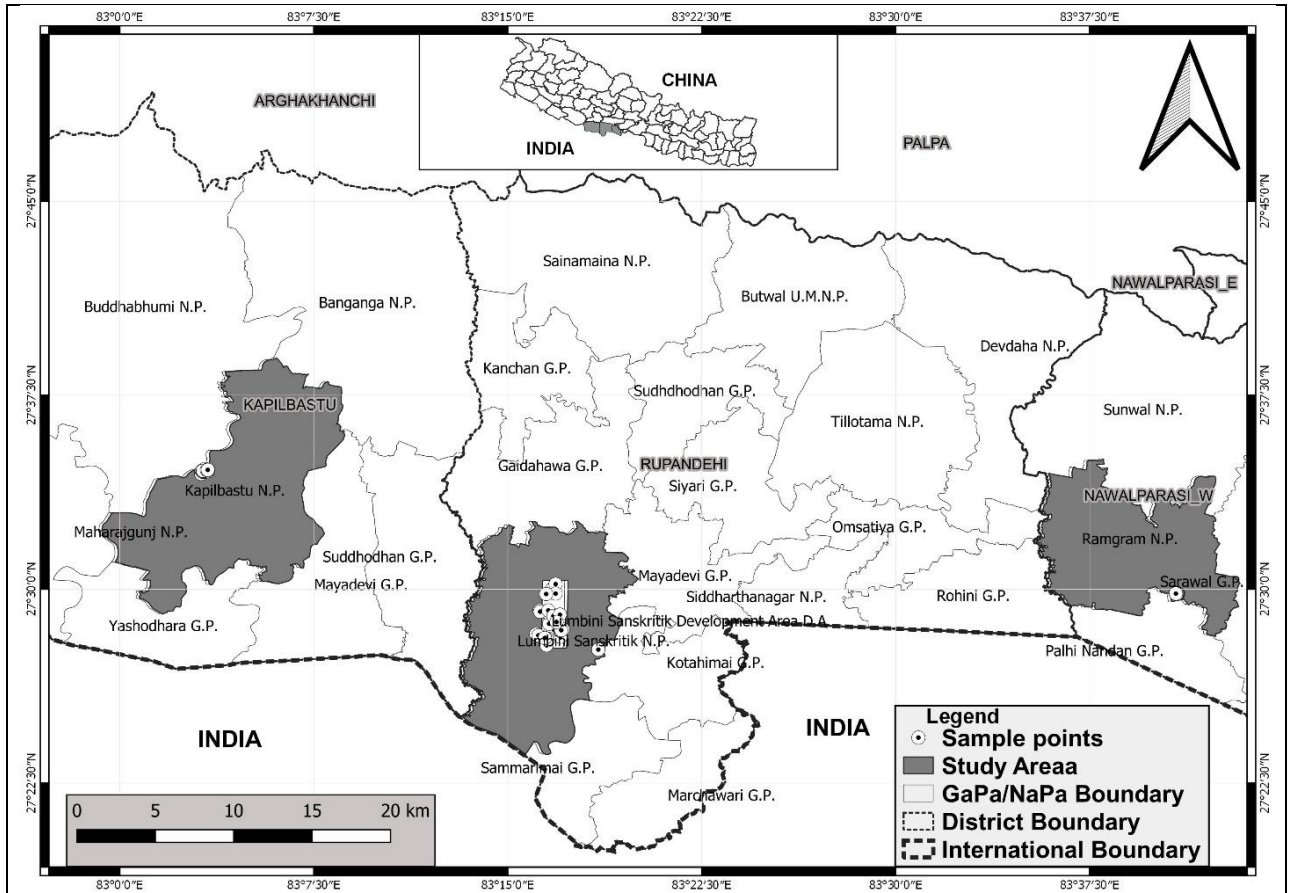 83°0'0"E
83°7'30"E
83°15'0"E
83°22'30"E
83°30'0"E
83°37'30"E
CHINA
INDIA
ARGHAKHANCHI
PALPA
27°45'0"N
27°45'0"N
Sainamaina N.P.
NAWALPARASI_E
Buddhabhumi N.P.
Banganga N.P.
Butwal U.M.N.P.
Devdaha N.P.
Kanchan G.P.
Sudhdhodhan G.P.
27°37'30"N
27°37'30"N
KAPILBASTU
Sunwal N.P.
Tillotama N.P.
Gaidahawa G.P.
RUPANDEHI
Siyari G.P.
Kapilbastu N.P.
NAWALPARASI_W
Maharajgunj N.P.
Omsatiya G.P.
Ramgram N.P.
Suddhodhan G.P.
Mayadevi G.P.
Mayadevi G.P.
Sarawal G.P.
27°30'0"N
27°30'0"N
Siddharthanagar N.P.
Rohini G.P.
Yashodhara G.P.
Lumbini Sanskritik Development Area D.A.
Lumbini Sanskritik N.P.
Kotahimai G.P.
Palhi Nandan G.P.
INDIA
INDIA
Sammarimai G.P.
27°22'30"N
27°22'30"N
Marchawari G.P.
0 5 10 15 20 km
Legend
Sample points
Study Areaa
GaPa/NaPa Boundary
District Boundary
International Boundary
83°0'0"E
83°7'30"E
83°15'0"E
83°22'30"E
83°30'0"E
83°37'30"E